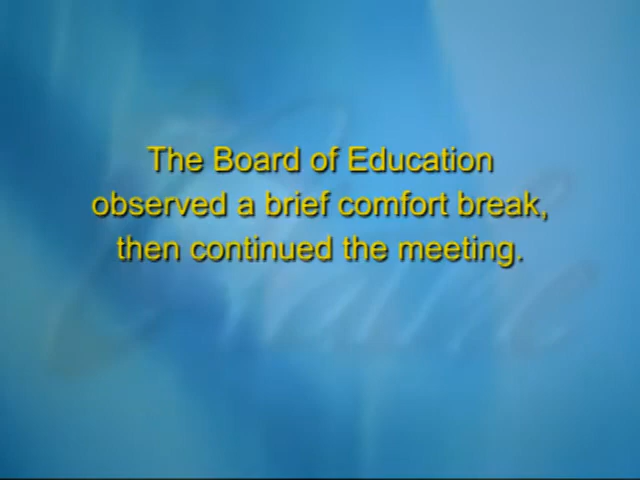 The Board of Education
observed a brief comfort break,
then continued the meeting.